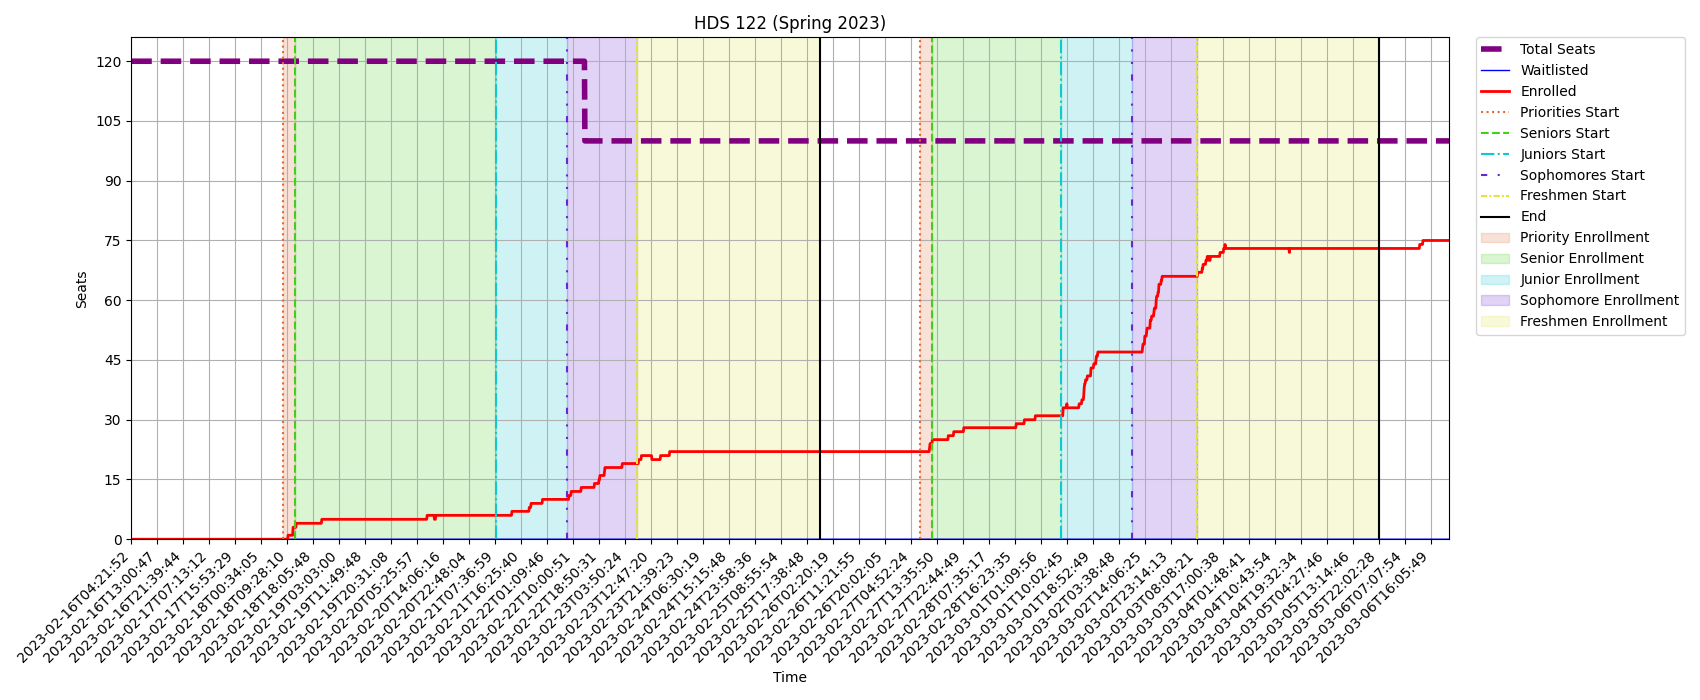 HDS 122 (Spring 2023)
Total Seats
Waitlisted
Enrolled
Priorities Start
Seniors Start
Juniors Start
Sophomores Start
Freshmen Start
End
Priority Enrollment
Senior Enrollment
Junior Enrollment
Sophomore Enrollment
Freshmen Enrollment
Seats
120
105
90
75
60
45
30
15
0
2023-02-16T04:21:52
2023-02-16T13:00:47
2023-02-16T21:39:44
2023-02-17T07:13:12
2023-02-17T15:53:29
2023-02-18T00:34:05
2023-02-18T09:28:10
2023-02-18T18:05:48
2023-02-19T03:03:00
2023-02-19T11:49:48
2023-02-19T20:31:08
2023-02-20T05:25:57
2023-02-20T14:06:16
2023-02-20T22:48:04
2023-02-21T07:36:59
2023-02-21T16:25:40
2023-02-22T01:09:46
2023-02-22T10:00:51
2023-02-22T18:50:31
2023-02-23T03:50:24
2023-02-23T12:47:20
2023-02-23T21:39:23
2023-02-24T06:30:19
2023-02-24T15:15:48
2023-02-24T23:58:36
2023-02-25T08:55:54
2023-02-25T17:38:48
2023-02-26T02:20:19
2023-02-26T11:21:55
2023-02-26T20:02:05
2023-02-27T04:52:24
2023-02-27T13:35:50
2023-02-27T22:44:49
2023-02-28T07:35:17
2023-02-28T16:23:35
2023-03-01T01:09:56
2023-03-01T10:02:45
2023-03-01T18:52:49
2023-03-02T03:38:48
2023-03-02T14:06:25
2023-03-02T23:14:13
2023-03-03T08:08:21
2023-03-03T17:00:38
2023-03-04T01:48:41
2023-03-04T10:43:54
2023-03-04T19:32:34
2023-03-05T04:27:46
2023-03-05T13:14:46
2023-03-05T22:02:28
2023-03-06T07:07:54
2023-03-06T16:05:49
Time